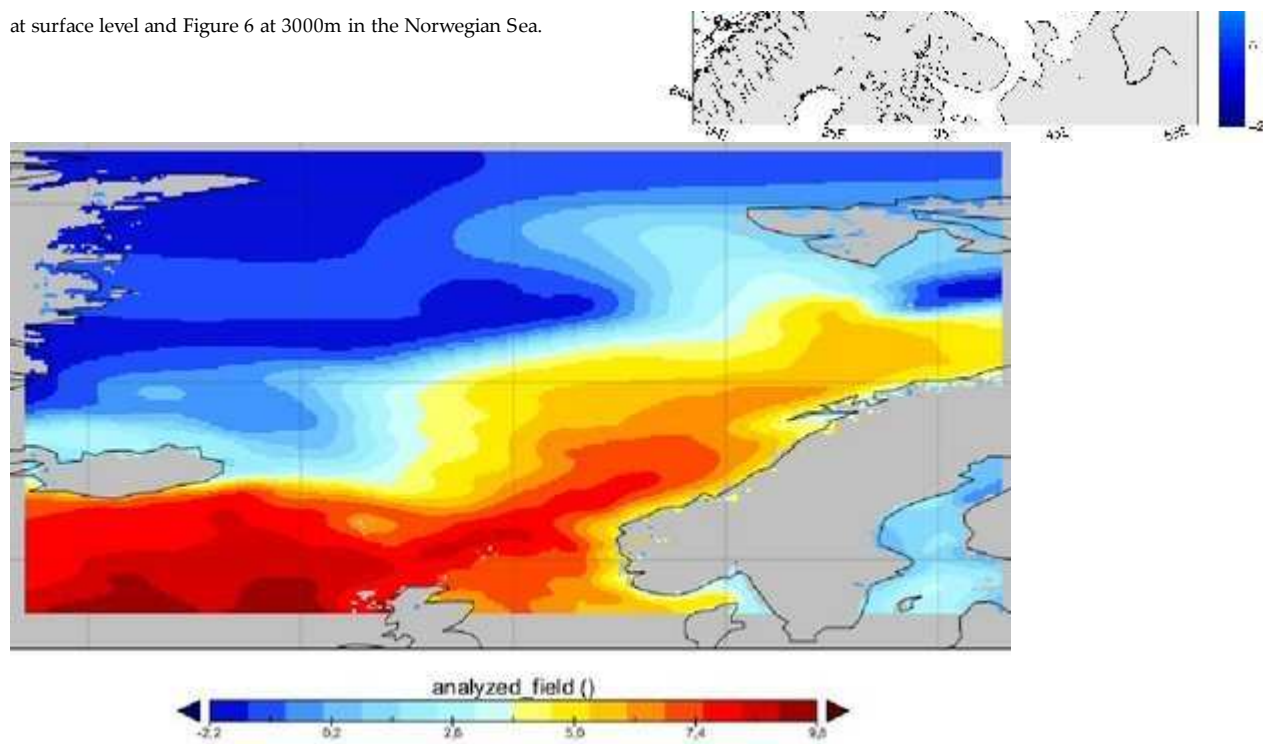 at surface level and Figure 6 at 3000m in the Norwegian Sea.
25E
analyzed_field ()
-2,2 0,2 2,6 5,0 7,4 9,8